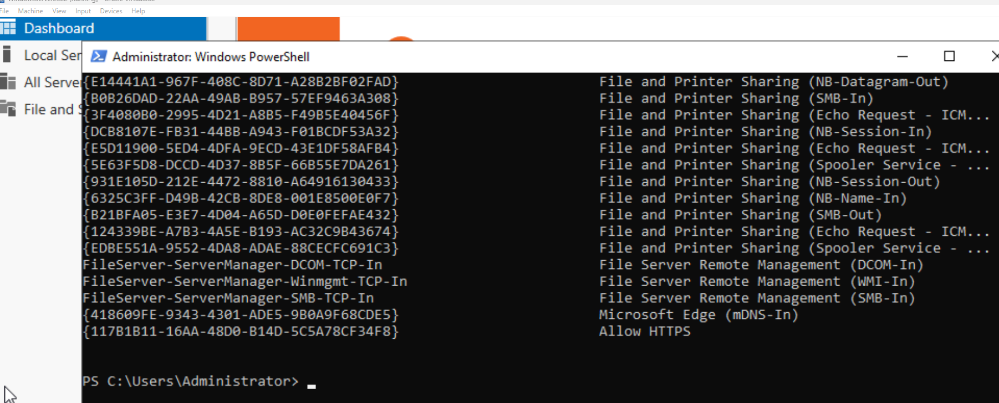 File Machine View Input Devices Help
Dashboard
Local Ser
All Serve
File and S
Administrator: Windows PowerShell
{E14441A1-967F-408C-8D71-A28B2BF02FAD} File and Printer Sharing (NB-Datagram-Out)
{B0B26DAD-22AA-49AB-B957-57EF9463A308} File and Printer Sharing (SMB-In)
{3F4080B0-2995-4D21-A8B5-F49B5E40456F} File and Printer Sharing (Echo Request - ICM...
{DCB8107E-FB31-44BB-A943-F01BCDF53A32} File and Printer Sharing (NB-Session-In)
{E5D11900-5ED4-4DFA-9ECD-43E1DF58AFB4} File and Printer Sharing (Echo Request - ICM...
{5E63F5D8-DCCD-4D37-8B5F-66B55E7DA261} File and Printer Sharing (Spooler Service - ...
{931E105D-212E-4472-8810-A64916130433} File and Printer Sharing (NB-Session-Out)
{6325C3FF-D49B-42CB-8DE8-001E8500E0F7} File and Printer Sharing (NB-Name-In)
{B21BFA05-E3E7-4D04-A65D-D0E0FEFAE432} File and Printer Sharing (SMB-Out)
{124339BE-A7B3-4A5E-B193-AC32C9B43674} File and Printer Sharing (Echo Request - ICM...
{EDBE551A-9552-4DA8-ADAE-88CECFC691C3} File and Printer Sharing (Spooler Service - ...
FileServer-ServerManager-DCOM-TCP-In File Server Remote Management (DCOM-In)
FileServer-ServerManager-Winmgmt-TCP-In File Server Remote Management (WMI-In)
FileServer-ServerManager-SMB-TCP-In File Server Remote Management (SMB-In)
{418609FE-9343-4301-ADE5-9B0A9F68CDE5} Microsoft Edge (mDNS-In)
{117B1B11-16AA-48D0-B14D-5C5A78CF34F8} Allow HTTPS
PS C:\Users\Administrator>